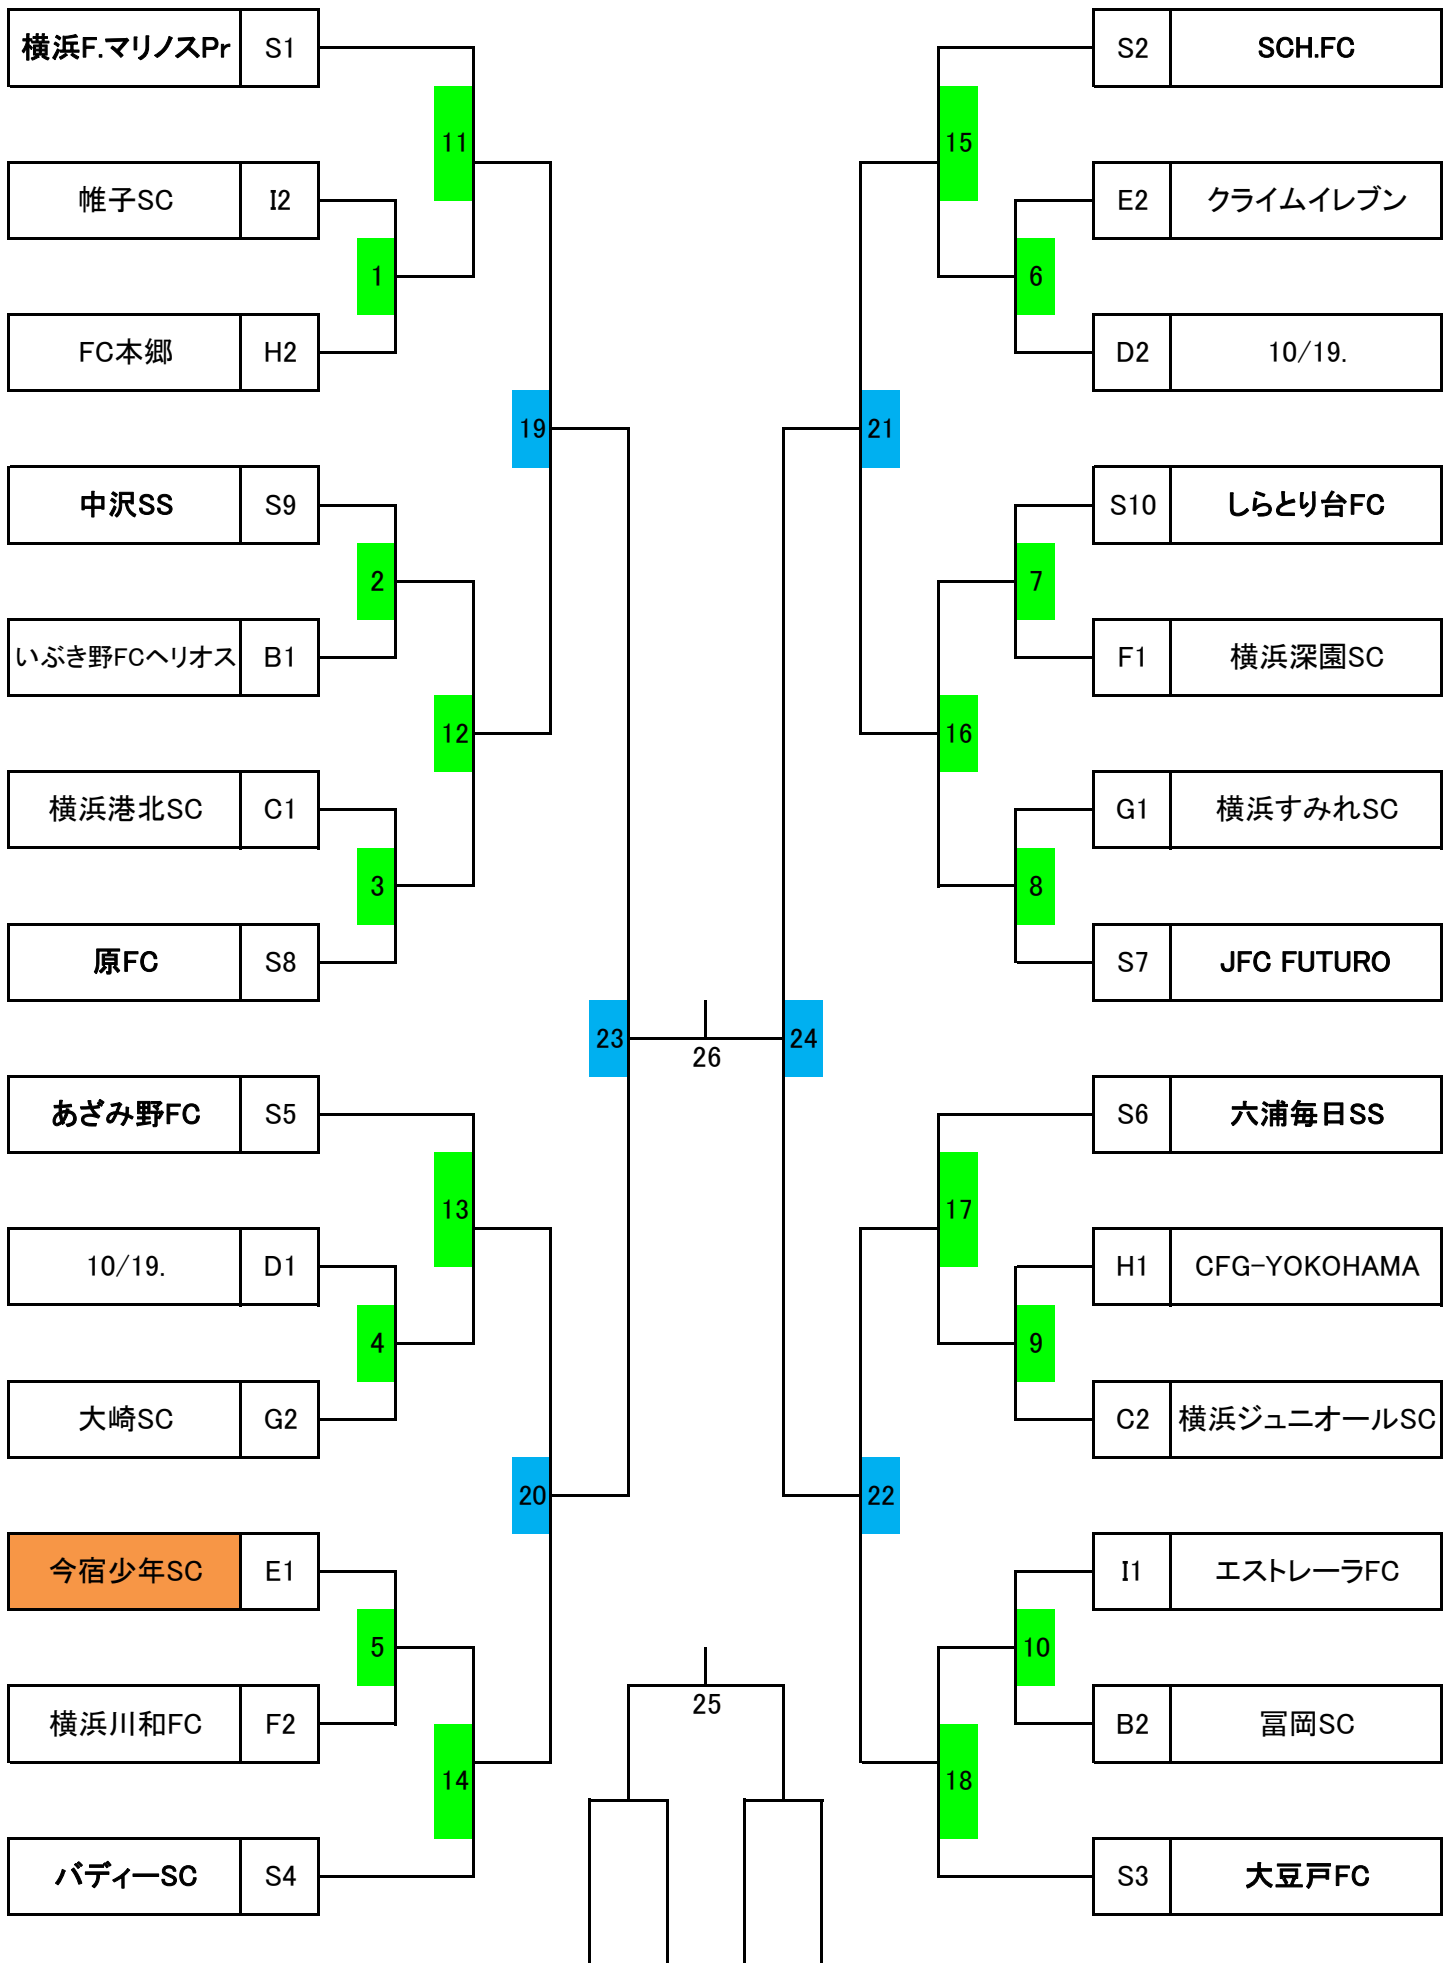 横浜F.マリノスPr S1
S2 SCH.FC
11
15
帷子SC I2
E2 クライムイレブン
1
6
FC本郷 H2
D2 10/19.
19
21
中沢SS S9
S10 しらとり台FC
2
7
いぶき野FCヘリオス B1
F1 横浜深園SC
12
16
横浜港北SC C1
G1 横浜すみれSC
3
8
原FC S8
S7 JFC FUTURO
23
24
26
あざみ野FC S5
S6 六浦毎日SS
13
17
10/19. D1
H1 CFG-YOKOHAMA
4
9
大崎SC G2
C2 横浜ジュニオールSC
20
22
今宿少年SC E1
I1 エストレーラFC
5
10
25
横浜川和FC F2
B2 冨岡SC
14
18
バディーSC S4
S3 大豆戸FC